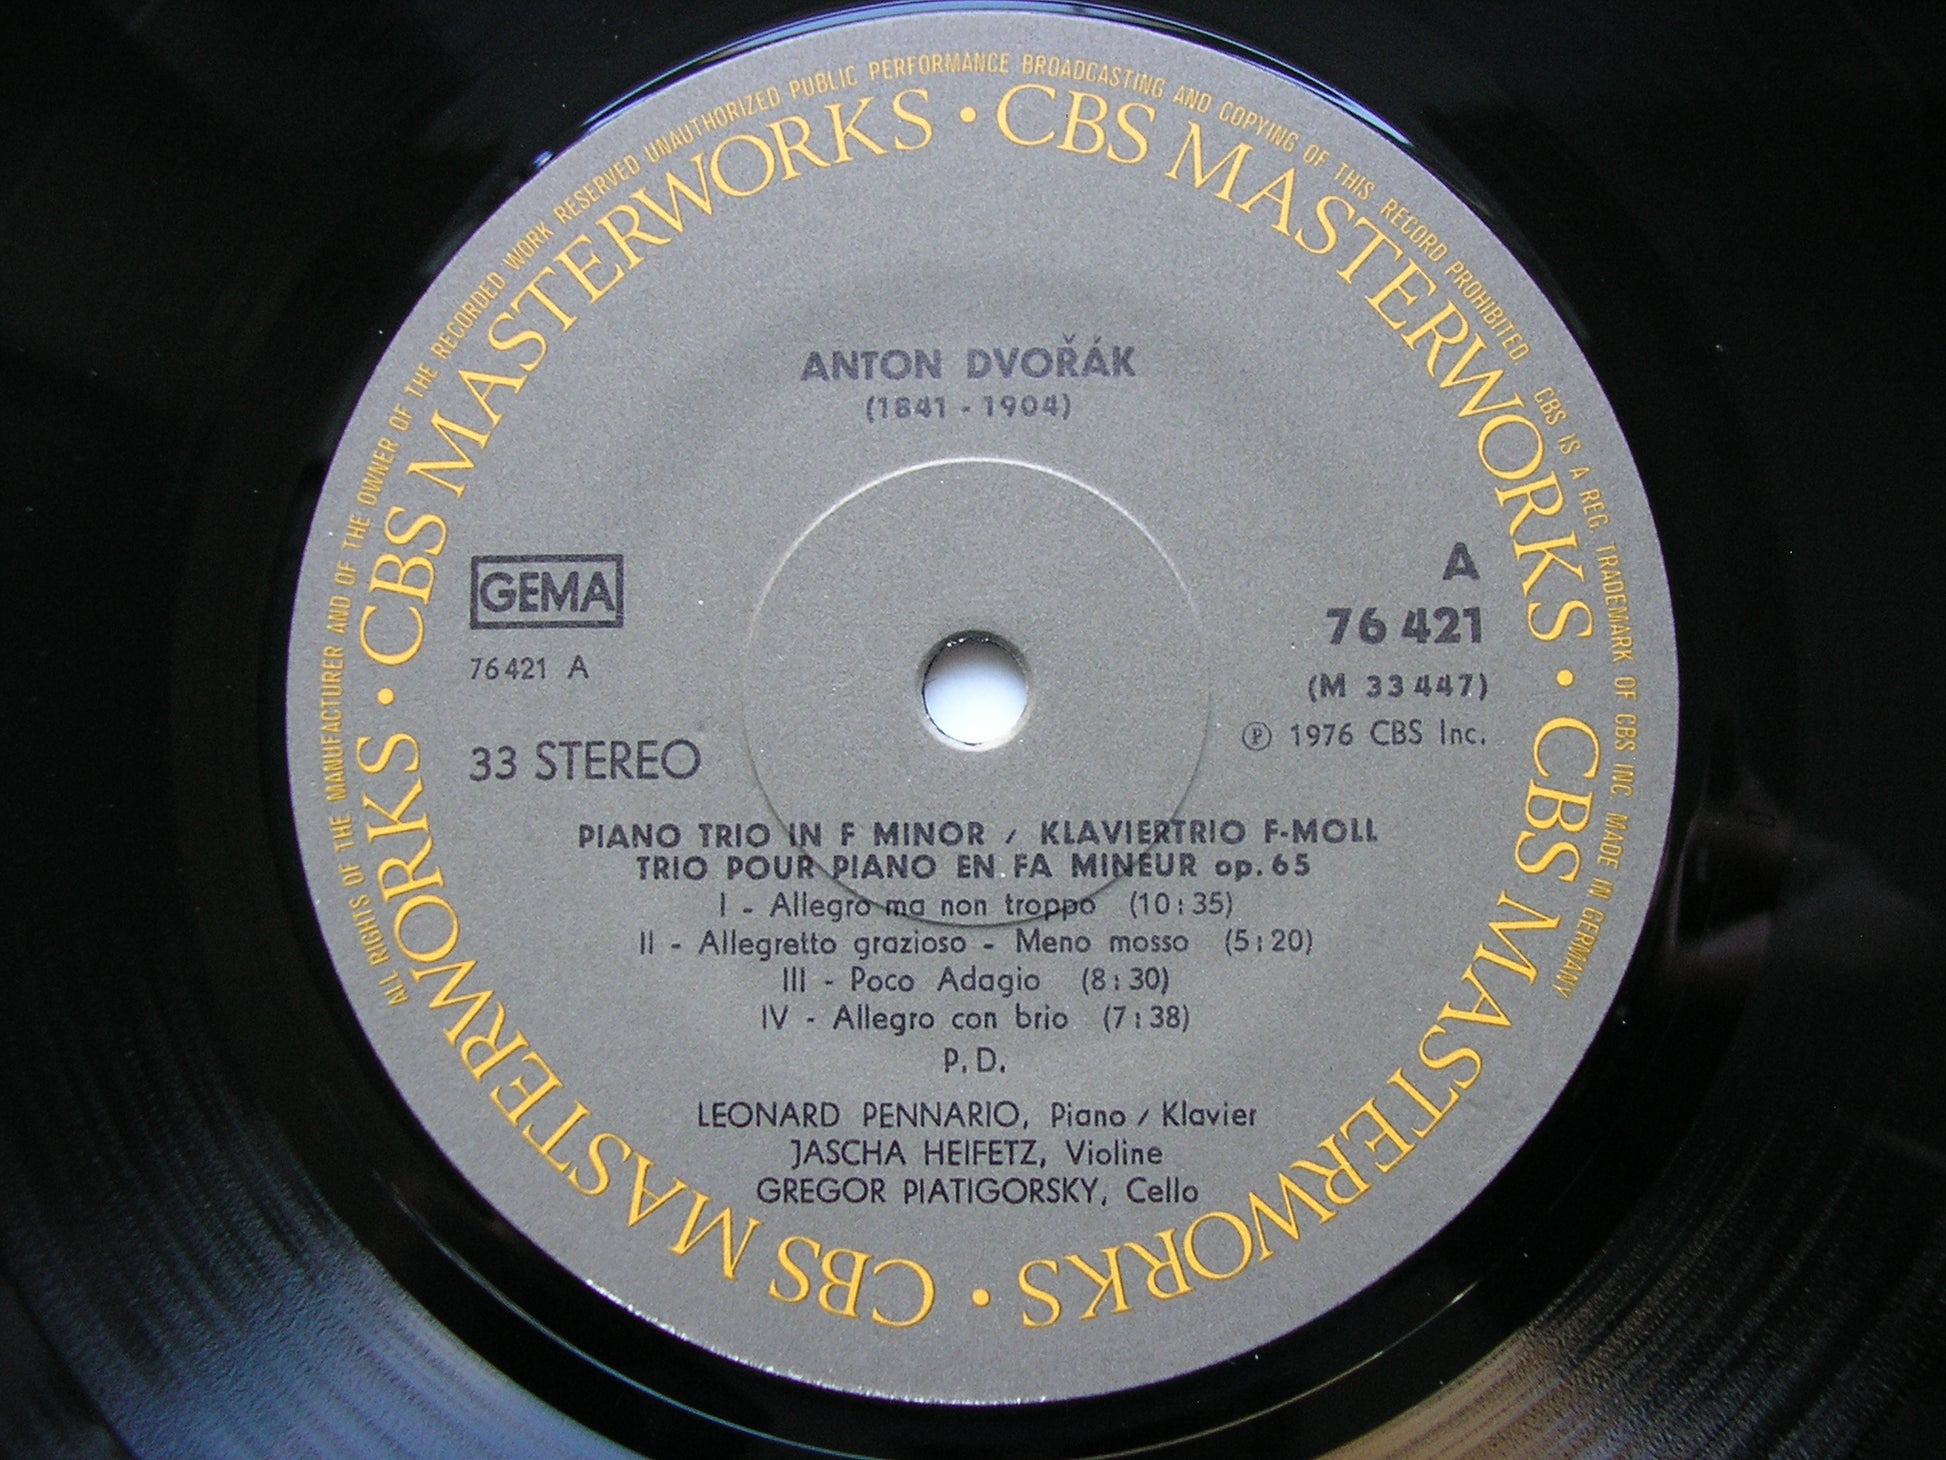 ALL RIGHTS OF THE MANUFACTURER AND OF THE OWNER OF THE RECORDED WORK RESERVED UNAUTHORIZED PUBLIC PERFORMANCE BROADCASTING AND COPYING OF THIS RECORD PROHIBITED. CBS IS A REG. TRADEMARK OF CBS INC. MADE IN GERMANY
CBS MASTERWORKS • CBS MASTERWORKS • CBS MASTERWORKS • CBS MASTERWORKS •
ANTON DVOŘÁK
(1841 - 1904)
GEMA
76421 A
33 STEREO
A
76 421
(M 33 447)
℗ 1976 CBS Inc.
PIANO TRIO IN F MINOR / KLAVIERTRIO F-MOLL
TRIO POUR PIANO EN FA MINEUR op. 65
I - Allegro ma non troppo (10:35)
II - Allegretto grazioso - Meno mosso (5:20)
III - Poco Adagio (8:30)
IV - Allegro con brio (7:38)
P. D.
LEONARD PENNARIO, Piano / Klavier
JASCHA HEIFETZ, Violine
GREGOR PIATIGORSKY, Cello